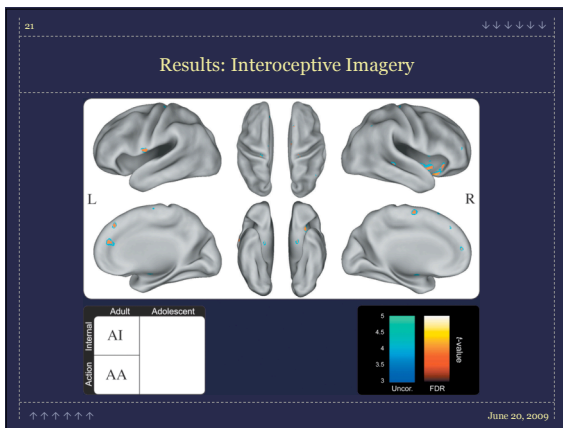 21
↓ ↓ ↓ ↓ ↓ ↓
Results: Interoceptive Imagery
L
R
Adult Adolescent
Internal
AI
Action
AA
5
4.5
4
3.5
3
Uncor. FDR
t-value
↑ ↑ ↑ ↑ ↑ ↑
June 20, 2009